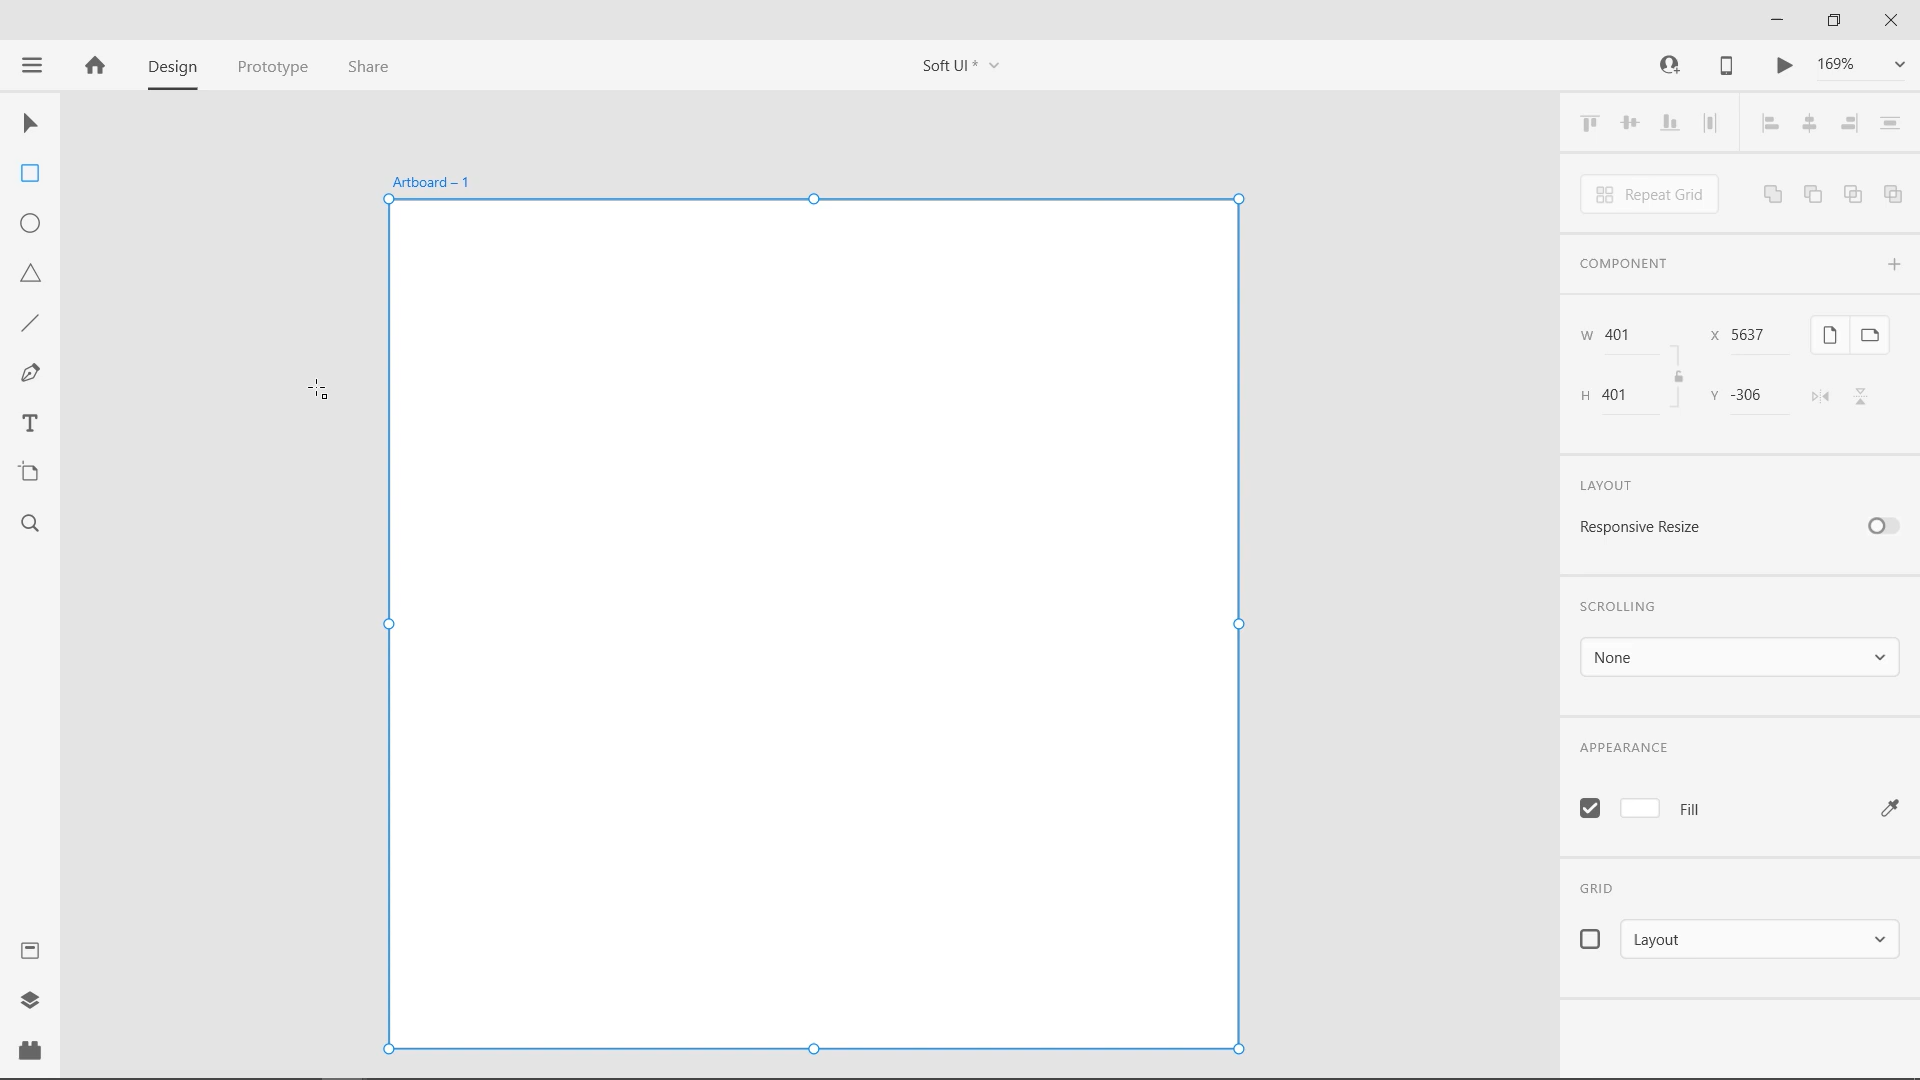 Design
Prototype
Share
Soft UI *
169%
Artboard – 1
Repeat Grid
COMPONENT
W 401
X 5637
H 401
Y -306
LAYOUT
Responsive Resize
SCROLLING
None
APPEARANCE
Fill
GRID
Layout